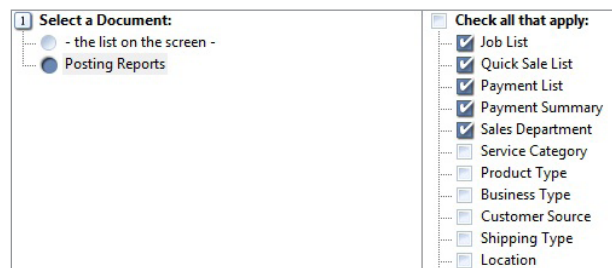 1 Select a Document:
- the list on the screen -
Posting Reports
Check all that apply:
Job List
Quick Sale List
Payment List
Payment Summary
Sales Department
Service Category
Product Type
Business Type
Customer Source
Shipping Type
Location